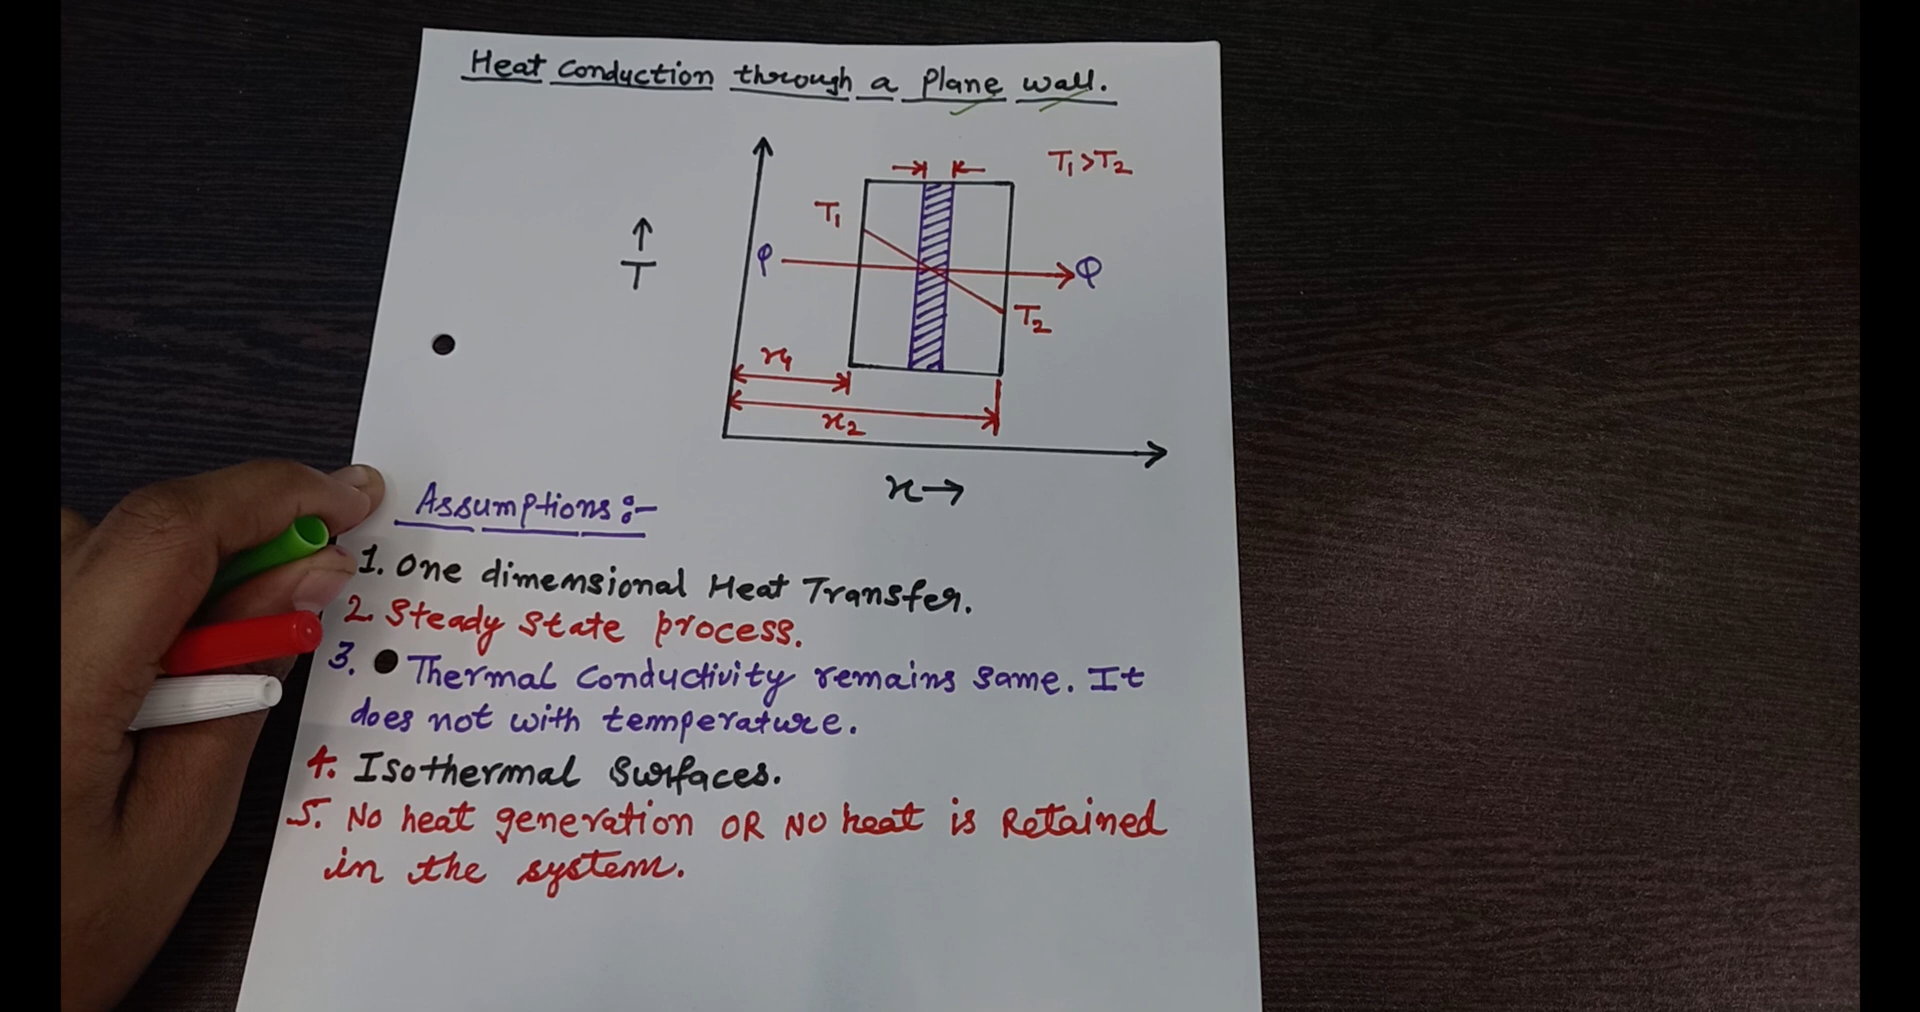 Heat conduction through a Plane wall.
T₁>T₂
T₁
↑
T
Q
Q
T₂
x₁
x₂
x→
Assumptions:-
1. One dimensional Heat Transfer.
2. Steady State process.
3. Thermal Conductivity remains same. It
does not with temperature.
4. Isothermal Surfaces.
5. No heat generation OR NO heat is Retained
in the system.